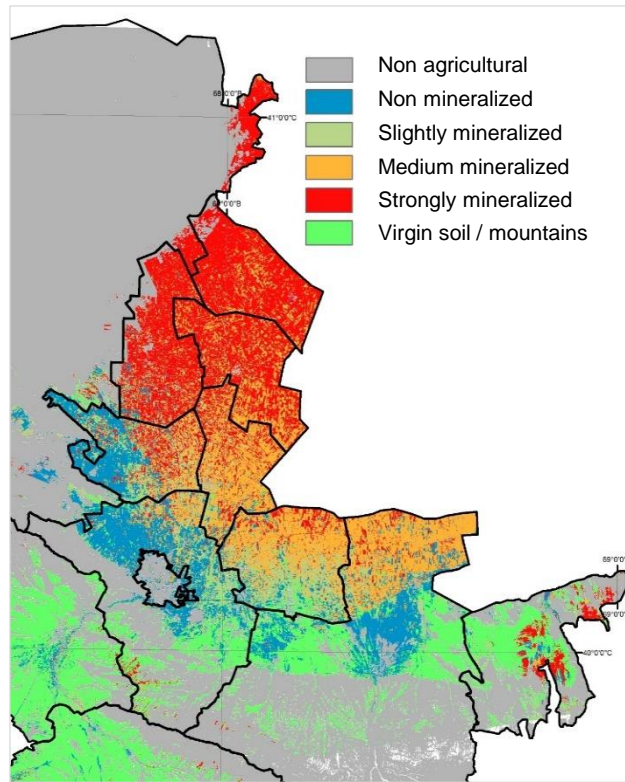 Non agricultural
Non mineralized
Slightly mineralized
Medium mineralized
Strongly mineralized
Virgin soil / mountains
41°0'0"C